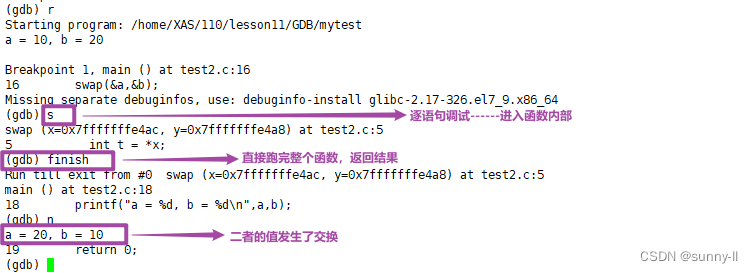 (gdb) r
Starting program: /home/XAS/110/lesson11/GDB/mytest
a = 10, b = 20
Breakpoint 1, main () at test2.c:16
16 swap(&a,&b);
Missing separate debuginfos, use: debuginfo-install glibc-2.17-326.el7_9.x86_64
(gdb) s 逐语句调试------进入函数内部
swap (x=0x7fffffffe4ac, y=0x7fffffffe4a8) at test2.c:5
5 int t = *x;
(gdb) finish 直接跑完整个函数，返回结果
Run till exit from #0 swap (x=0x7fffffffe4ac, y=0x7fffffffe4a8) at test2.c:5
main () at test2.c:18
18 printf("a = %d, b = %d\n",a,b);
(gdb) n
a = 20, b = 10 二者的值发生了交换
19 return 0;
(gdb)
CSDN @sunny-ll